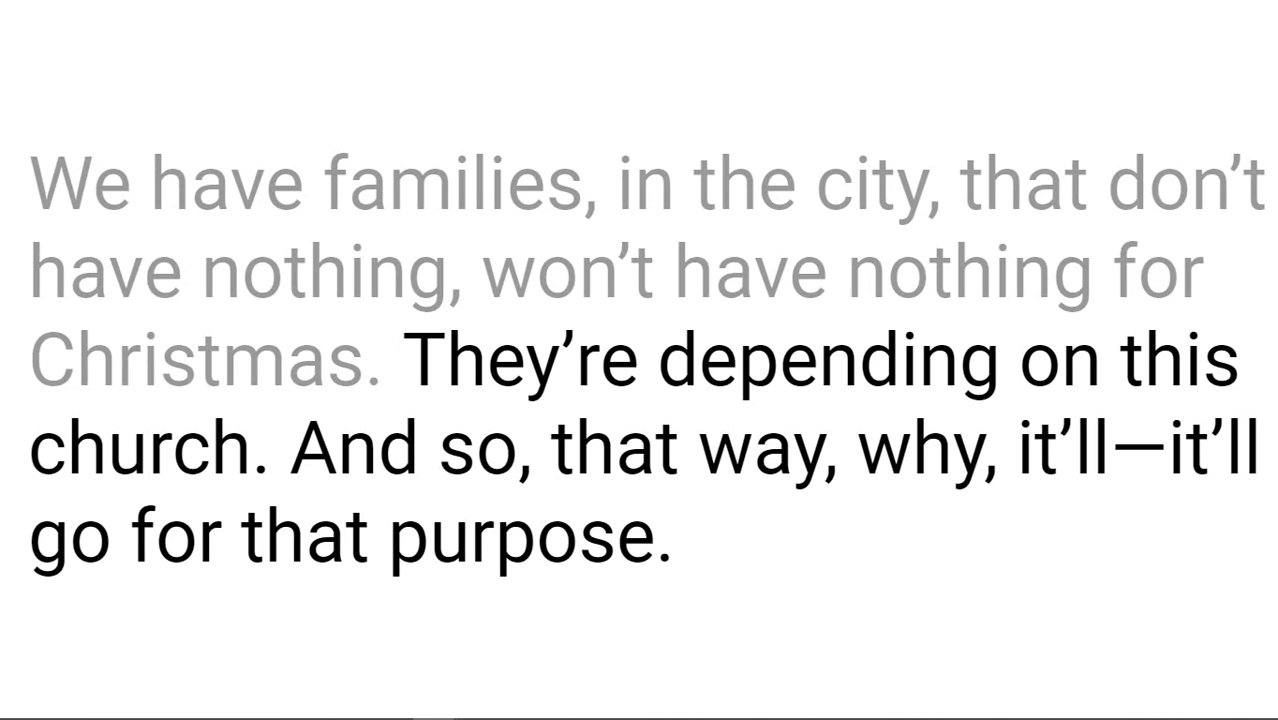 We have families, in the city, that don’t
have nothing, won’t have nothing for
Christmas. They’re depending on this
church. And so, that way, why, it’ll—it’ll
go for that purpose.